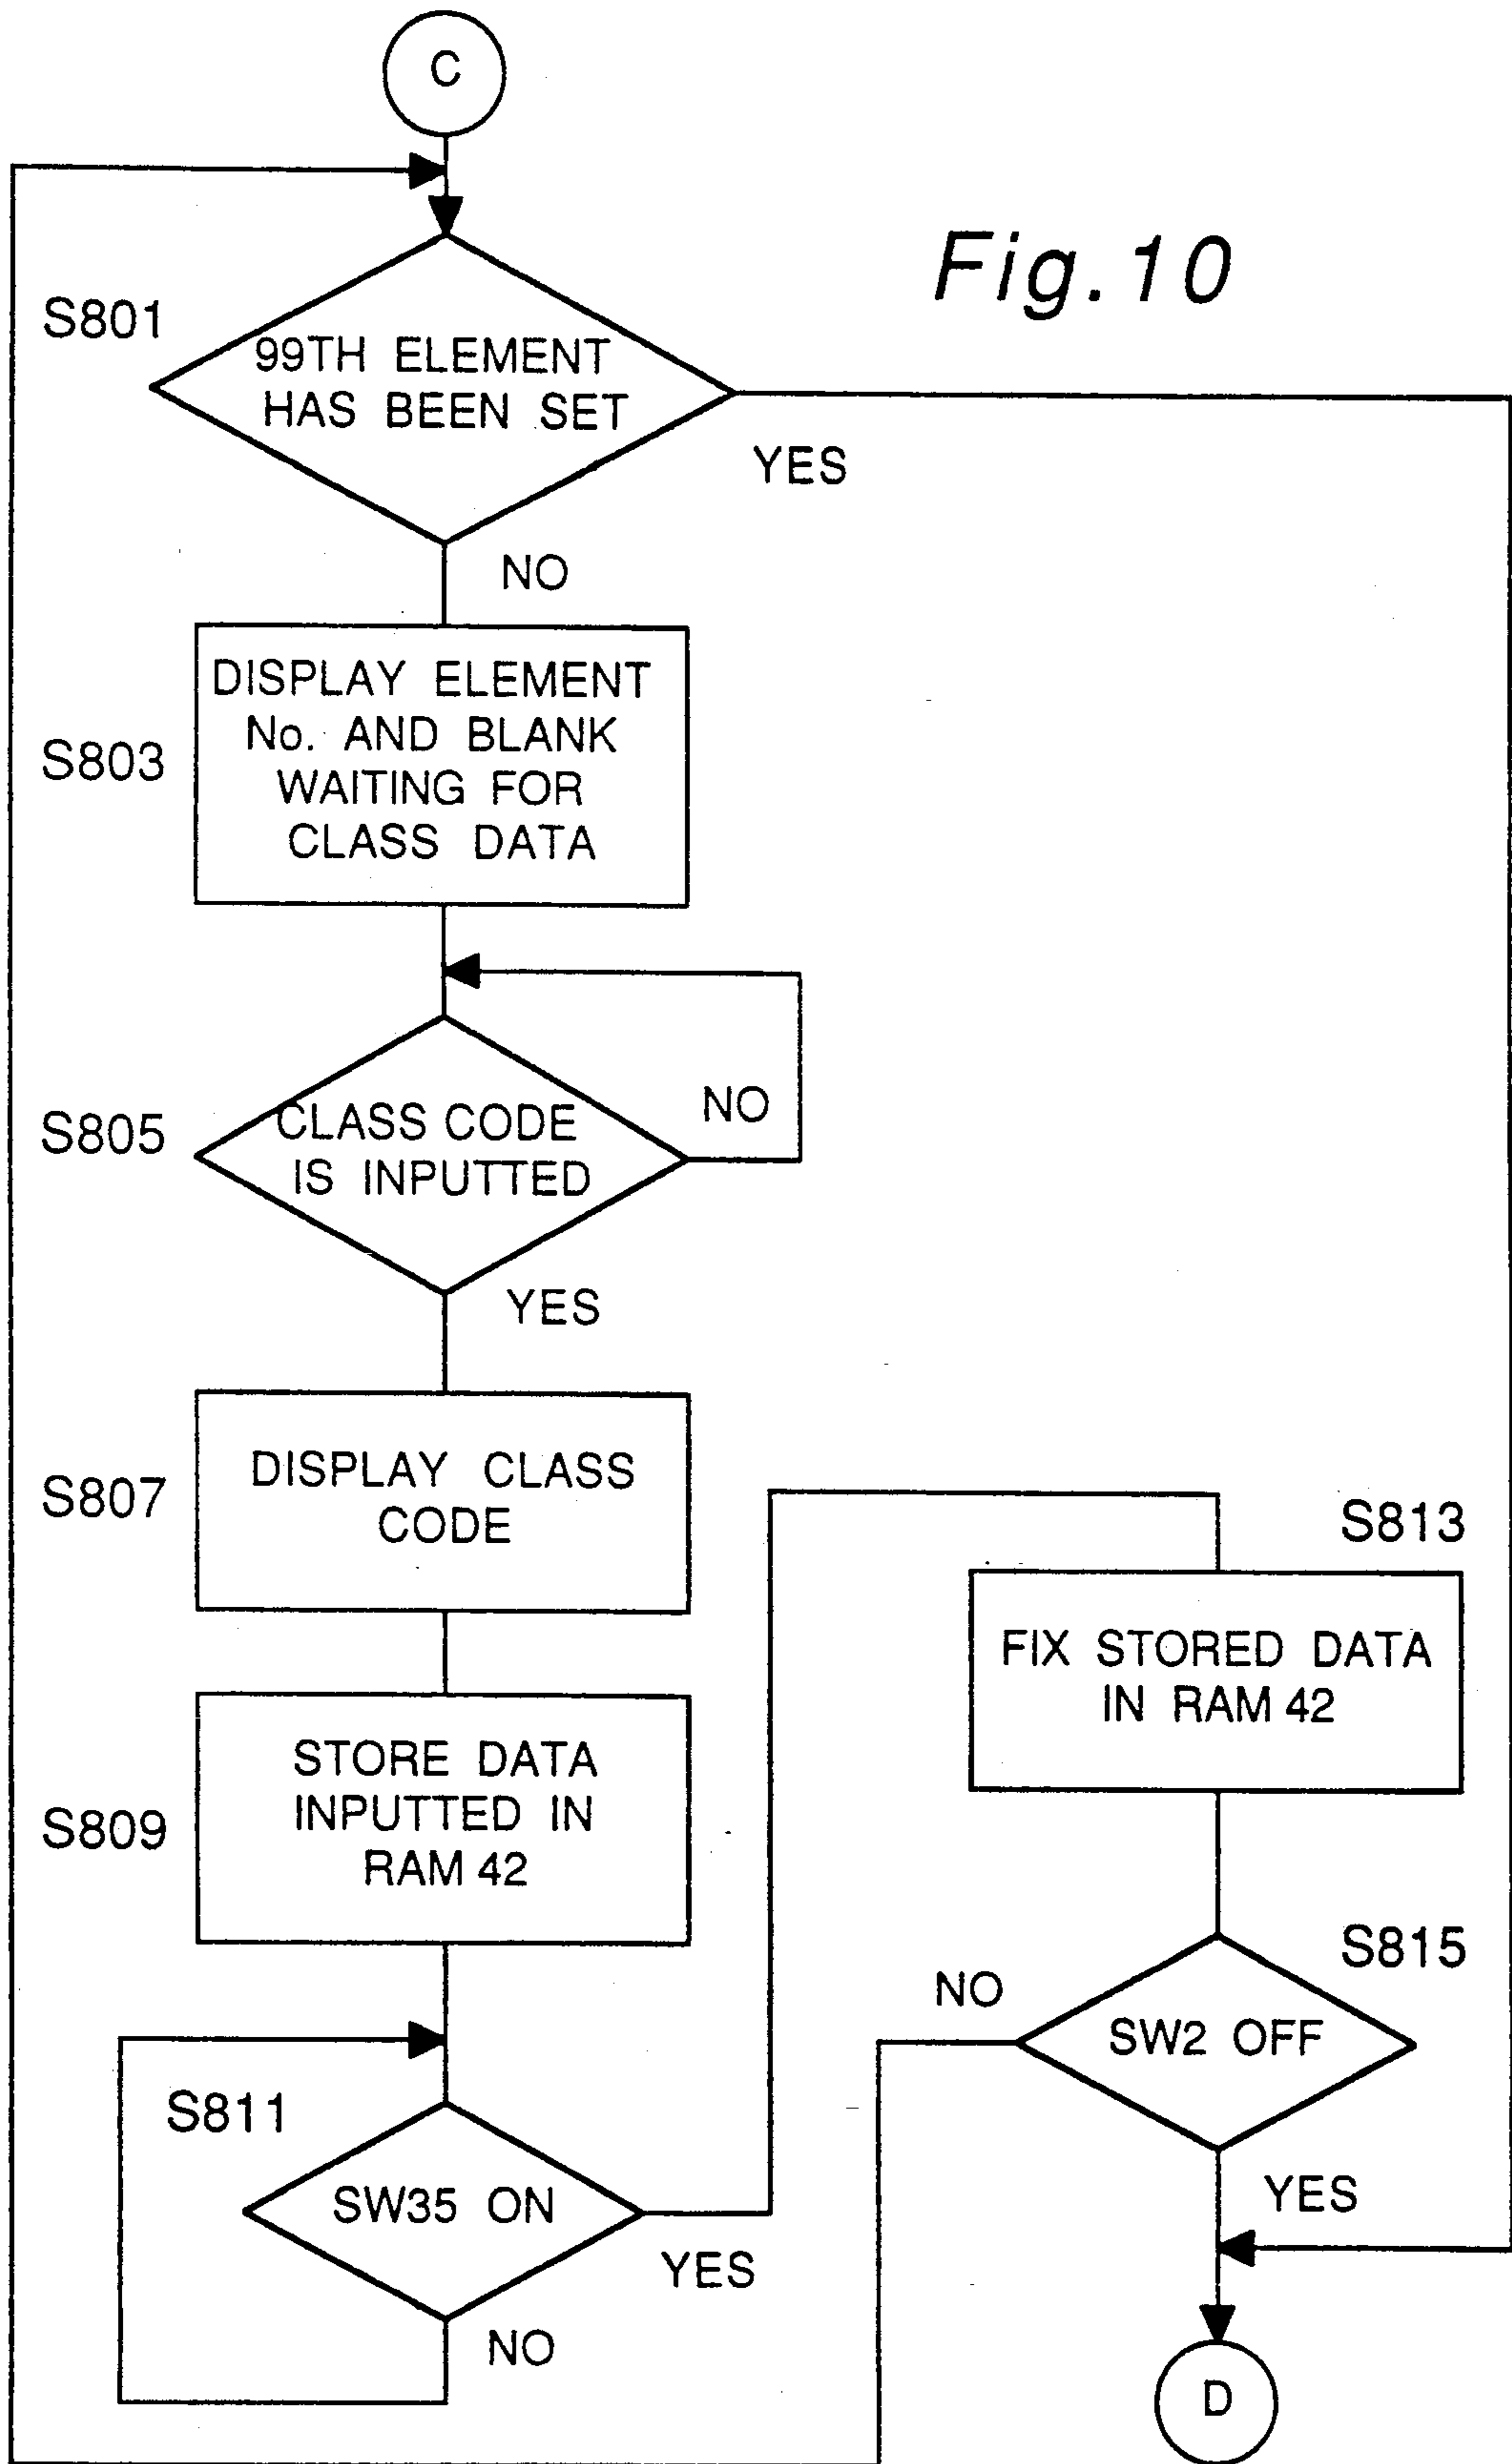 C
Fig.10
S801
99TH ELEMENT
HAS BEEN SET
YES
NO
S803
DISPLAY ELEMENT
No. AND BLANK
WAITING FOR
CLASS DATA
S805
CLASS CODE
IS INPUTTED
NO
YES
S807
DISPLAY CLASS
CODE
S809
STORE DATA
INPUTTED IN
RAM 42
S811
SW35 ON
YES
NO
S813
FIX STORED DATA
IN RAM 42
S815
SW2 OFF
NO
YES
D